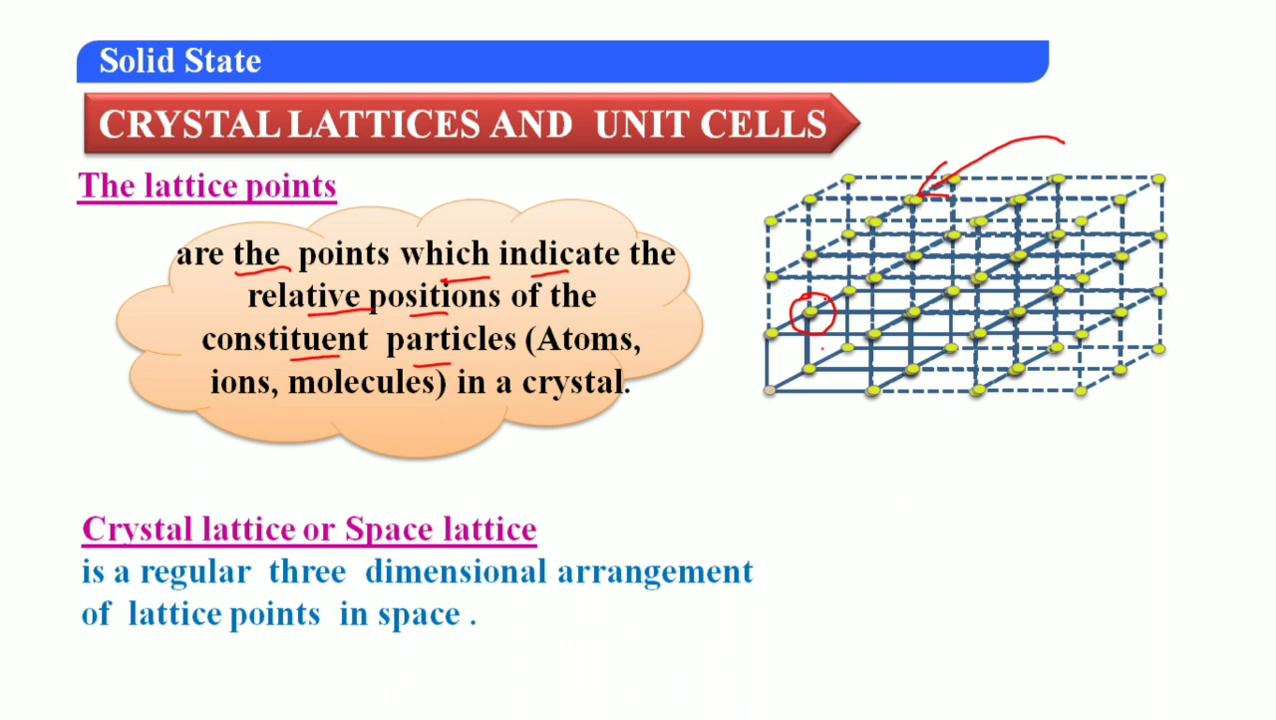 Solid State
CRYSTAL LATTICES AND UNIT CELLS
The lattice points
are the points which indicate the
relative positions of the
constituent particles (Atoms,
ions, molecules) in a crystal.
Crystal lattice or Space lattice
is a regular three dimensional arrangement
of lattice points in space .